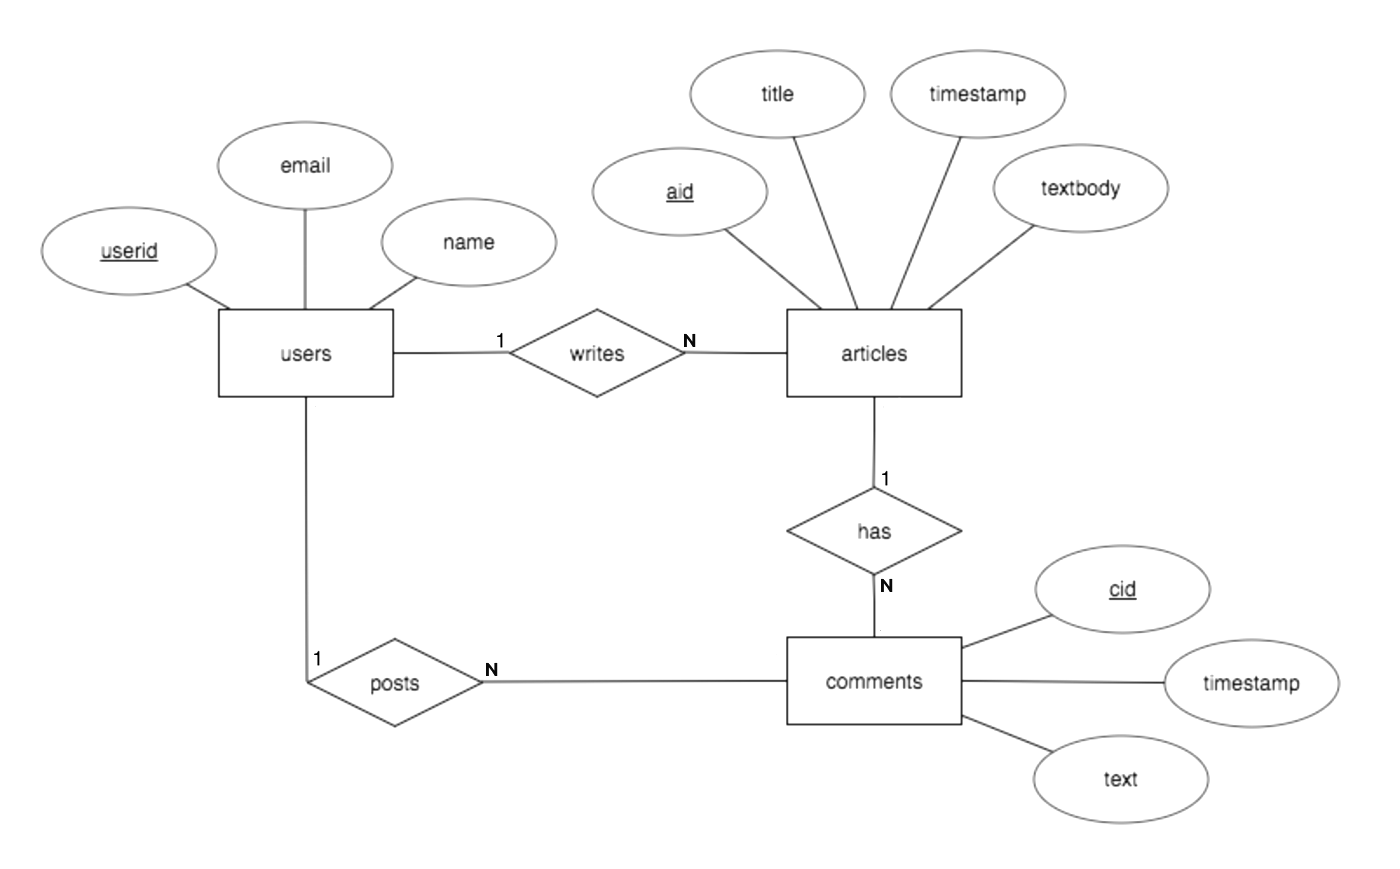 title
timestamp
email
aid
textbody
userid
name
users
1
writes
N
articles
1
has
N
cid
1
posts
N
comments
timestamp
text